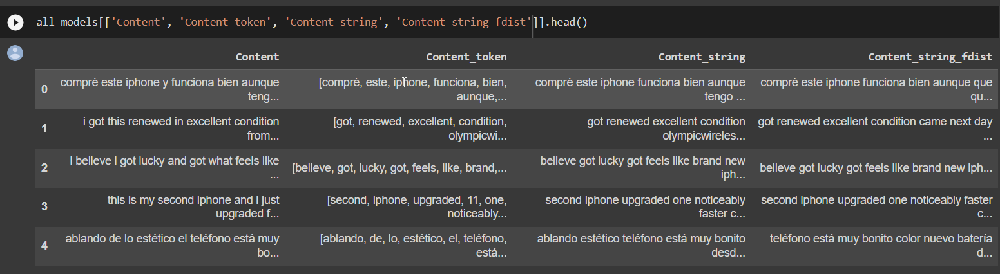 all_models[['Content', 'Content_token', 'Content_string', 'Content_string_fdist']].head()
Content Content_token Content_string Content_string_fdist
0 compré este iphone y funciona bien aunque teng... [compré, este, iphone, funciona, bien, aunque,... compré este iphone funciona bien aunque tengo ... compré este iphone funciona bien aunque que qu...
1 i got this renewed in excellent condition from... [got, renewed, excellent, condition, olympicwi... got renewed excellent condition olympicwireles... got renewed excellent condition came next day ...
2 i believe i got lucky and got what feels like ... [believe, got, lucky, got, feels, like, brand,... believe got lucky got feels like brand new iph... believe got lucky got feels like brand new iph...
3 this is my second iphone and i just upgraded f... [second, iphone, upgraded, 11, one, noticeably... second iphone upgraded one noticeably faster c... second iphone upgraded one noticeably faster c...
4 ablando de lo estético el teléfono está muy bo... [ablando, de, lo, estético, el, teléfono, está... ablando estético teléfono está muy bonito desd... teléfono está muy bonito color nuevo batería d...